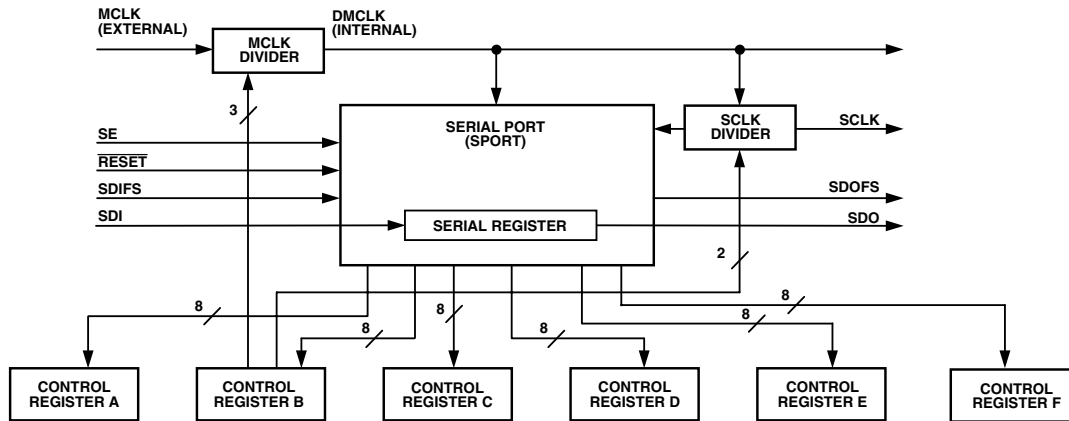 MCLK
(EXTERNAL)
MCLK
DIVIDER
DMCLK
(INTERNAL)
3
SE
RESET
SDIFS
SDI
SERIAL PORT
(SPORT)
SERIAL REGISTER
SCLK
DIVIDER
SCLK
SDOFS
SDO
2
8
8
8
8
8
8
CONTROL
REGISTER A
CONTROL
REGISTER B
CONTROL
REGISTER C
CONTROL
REGISTER D
CONTROL
REGISTER E
CONTROL
REGISTER F